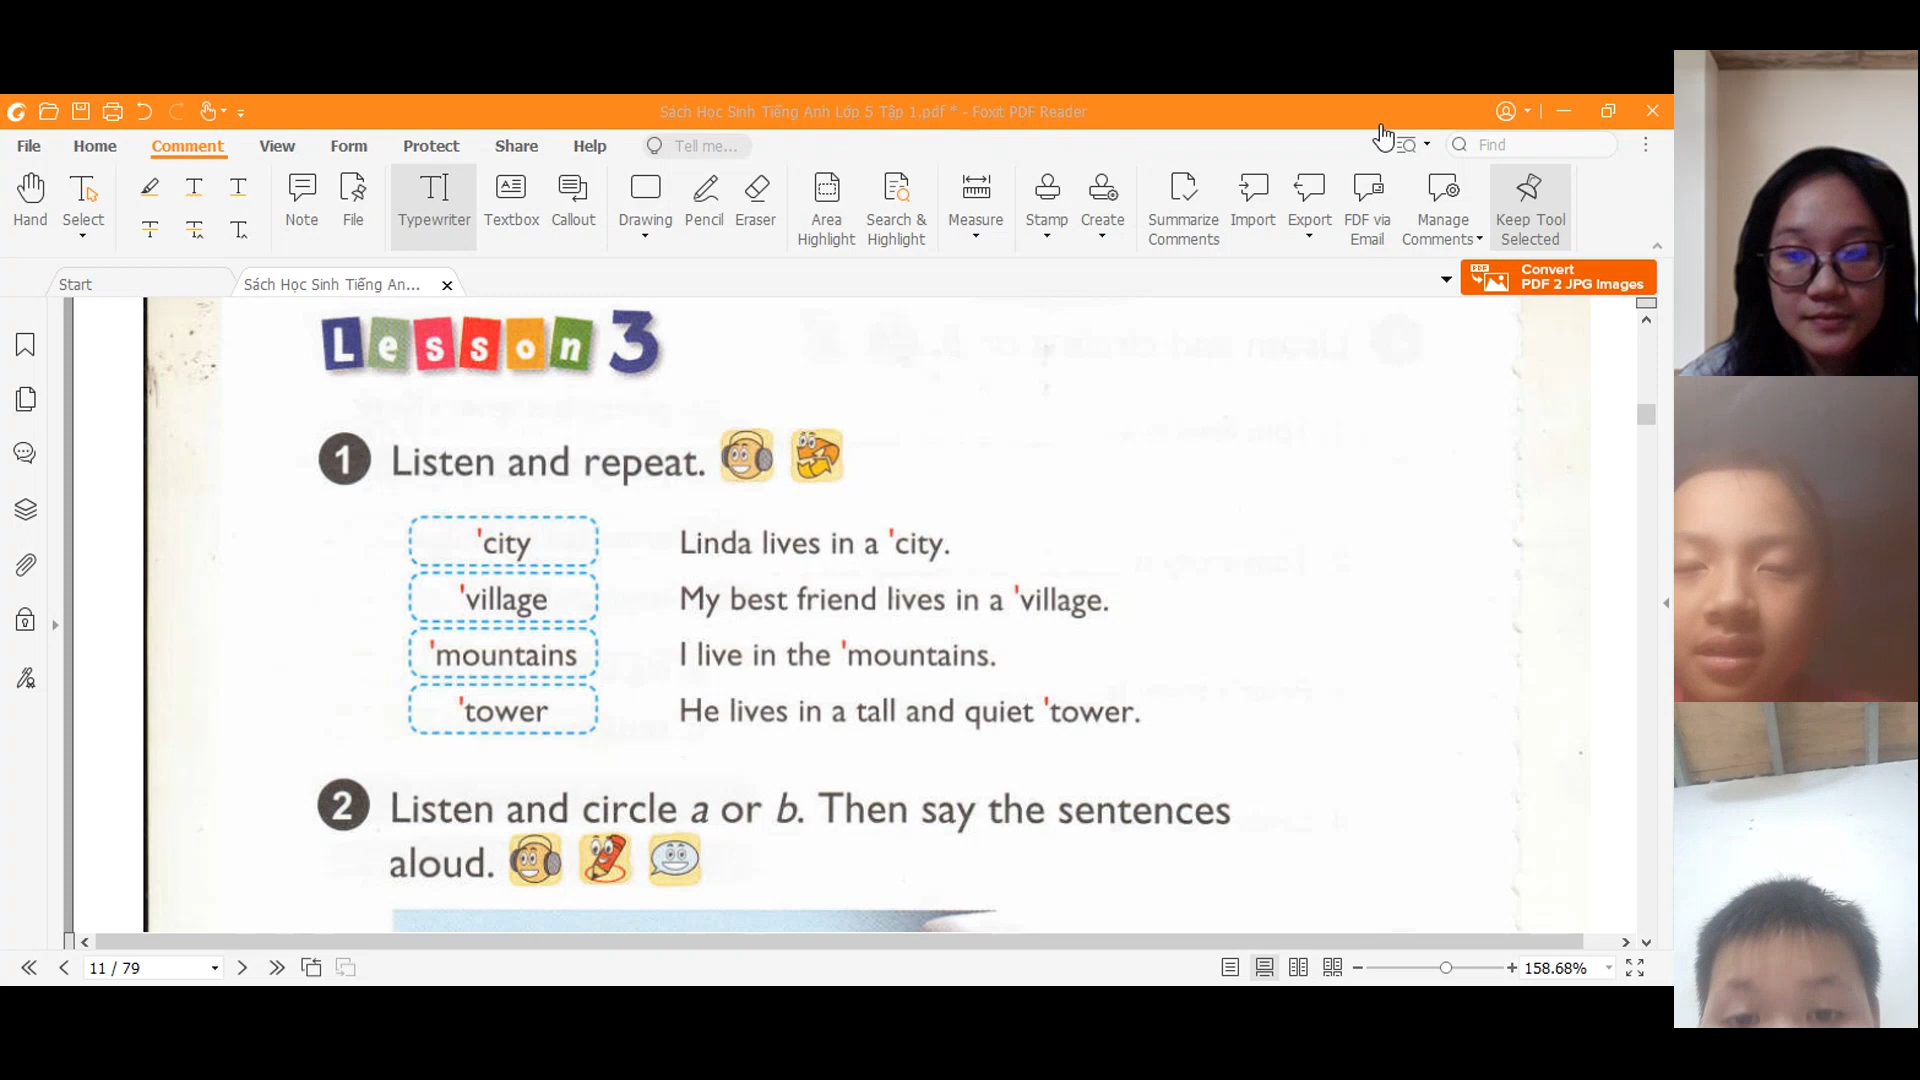 Sách Học Sinh Tiếng Anh Lớp 5 Tập 1.pdf * - Foxit PDF Reader
File Home Comment View Form Protect Share Help Tell me... Find
Hand Select Note File Typewriter Textbox Callout Drawing Pencil Eraser Area Highlight Search & Highlight Measure Stamp Create Summarize Comments Import Export PDF via Email Manage Comments Keep Tool Selected
Start Sách Học Sinh Tiếng An...
Convert
PDF 2 JPG Images
Lesson 3
1 Listen and repeat.
'city Linda lives in a 'city.
'village My best friend lives in a 'village.
'mountains I live in the 'mountains.
'tower He lives in a tall and quiet 'tower.
2 Listen and circle a or b. Then say the sentences
aloud.
11 / 79 158.68%